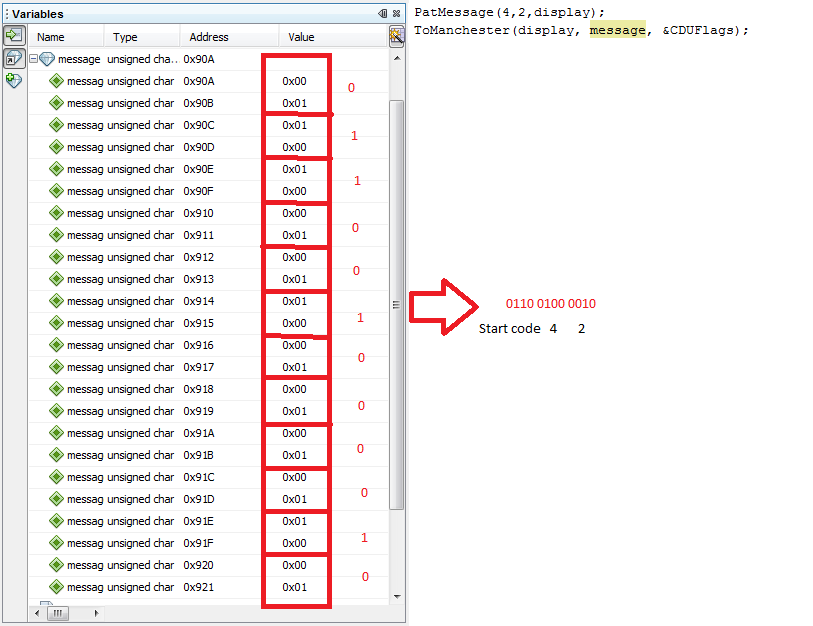 Variables
Name Type Address Value
message unsigned cha... 0x90A
messag unsigned char 0x90A 0x00
0
messag unsigned char 0x90B 0x01
messag unsigned char 0x90C 0x01
1
messag unsigned char 0x90D 0x00
messag unsigned char 0x90E 0x01
1
messag unsigned char 0x90F 0x00
messag unsigned char 0x910 0x00
0
messag unsigned char 0x911 0x01
messag unsigned char 0x912 0x00
0
messag unsigned char 0x913 0x01
messag unsigned char 0x914 0x01
1
messag unsigned char 0x915 0x00
messag unsigned char 0x916 0x00
0
messag unsigned char 0x917 0x01
messag unsigned char 0x918 0x00
0
messag unsigned char 0x919 0x01
messag unsigned char 0x91A 0x00
0
messag unsigned char 0x91B 0x01
messag unsigned char 0x91C 0x00
0
messag unsigned char 0x91D 0x01
messag unsigned char 0x91E 0x01
1
messag unsigned char 0x91F 0x00
messag unsigned char 0x920 0x00
0
messag unsigned char 0x921 0x01
PatMessage(4,2,display);
ToManchester(display, message, &CDUFlags);
0110 0100 0010
Start code 4 2